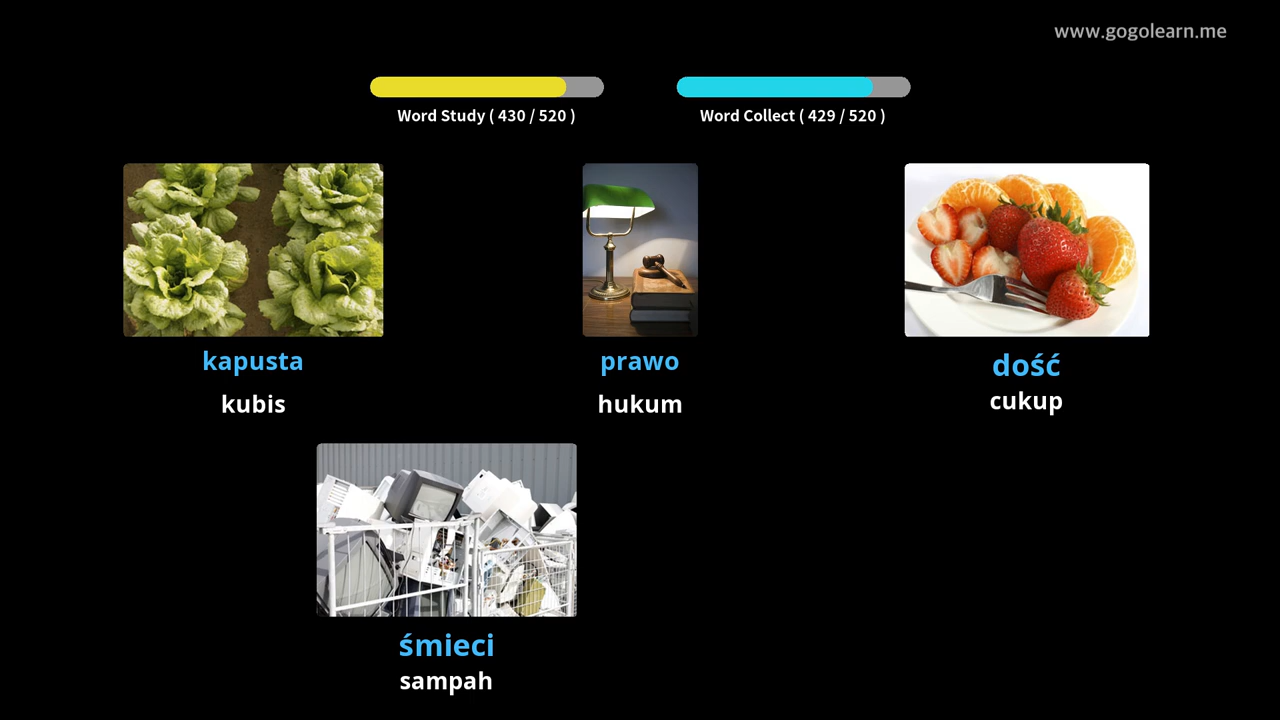 www.gogolearn.me
Word Study ( 430 / 520 )
Word Collect ( 429 / 520 )
kapusta
kubis
prawo
hukum
dość
cukup
śmieci
sampah